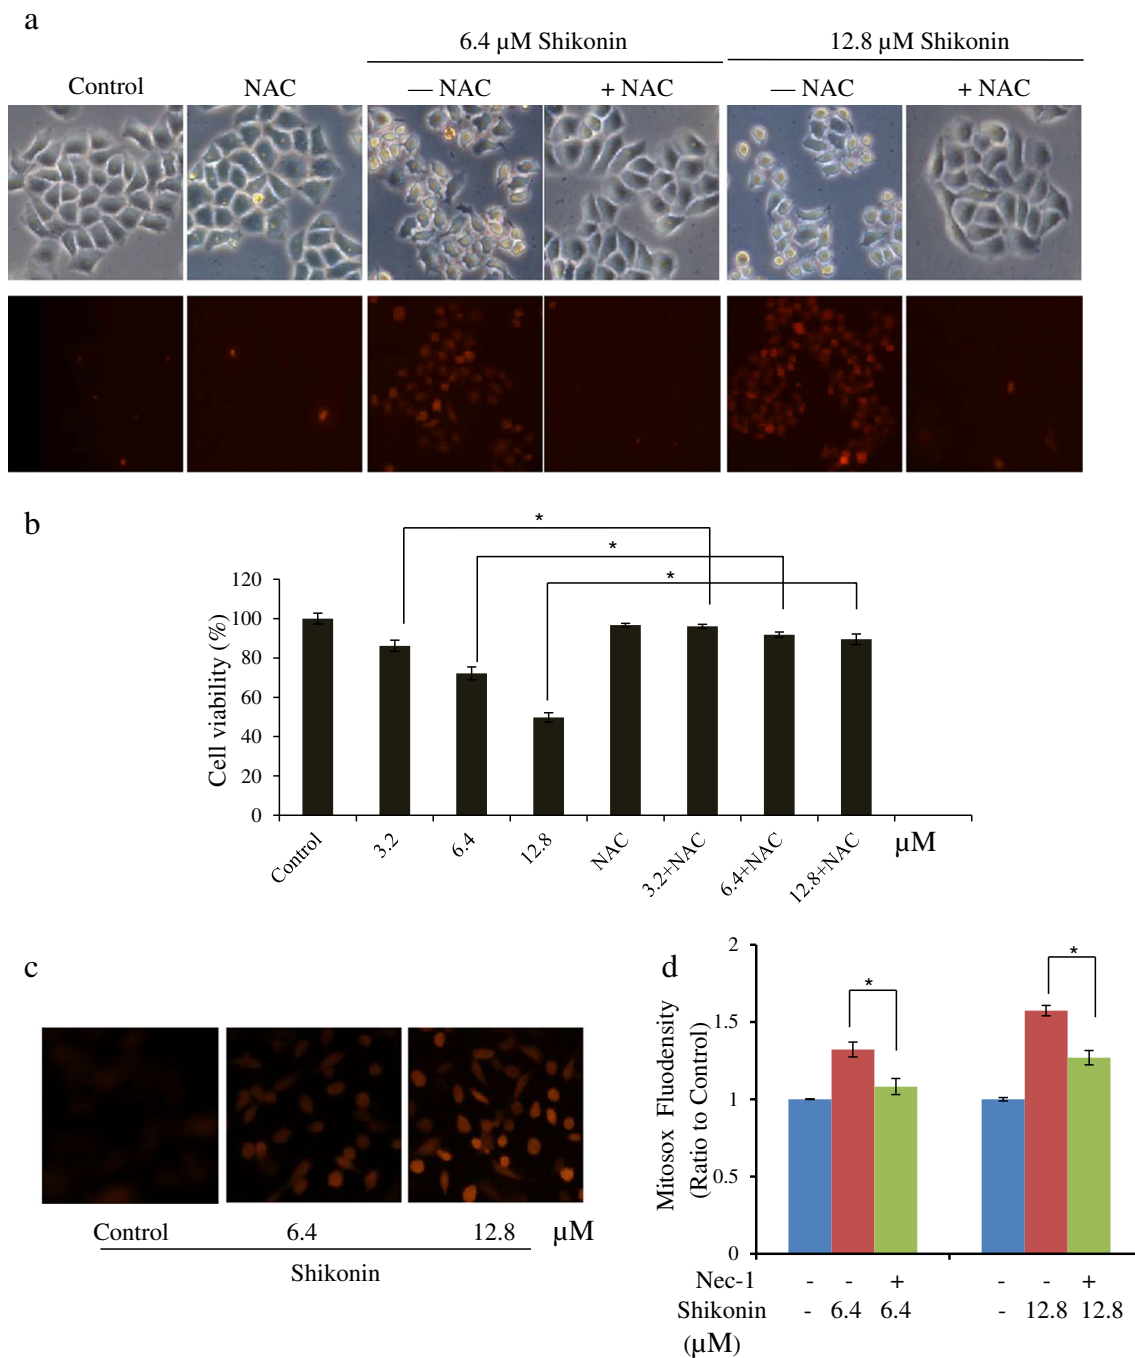 a
6.4 µM Shikonin 12.8 µM Shikonin
Control NAC — NAC + NAC — NAC + NAC
b
* * *
Cell viability (%)
120
100
80
60
40
20
0
Control 3.2 6.4 12.8 NAC 3.2+NAC 6.4+NAC 12.8+NAC µM
c
Control 6.4 12.8 µM
Shikonin
d
* *
Mitosox Fluodensity
(Ratio to Control)
2
1.5
1
0.5
0
Nec-1 - - + - - +
Shikonin - 6.4 6.4 - 12.8 12.8
(µM)